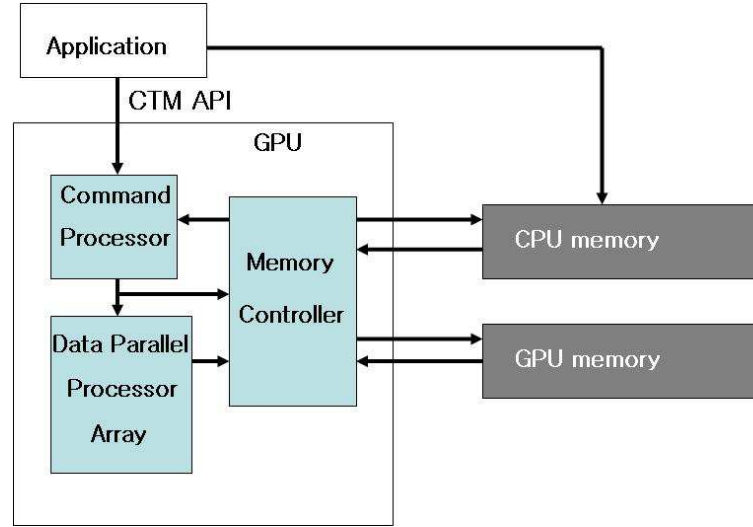 Application
CTM API
GPU
Command
Processor
Memory
Controller
Data Parallel
Processor
Array
CPU memory
GPU memory